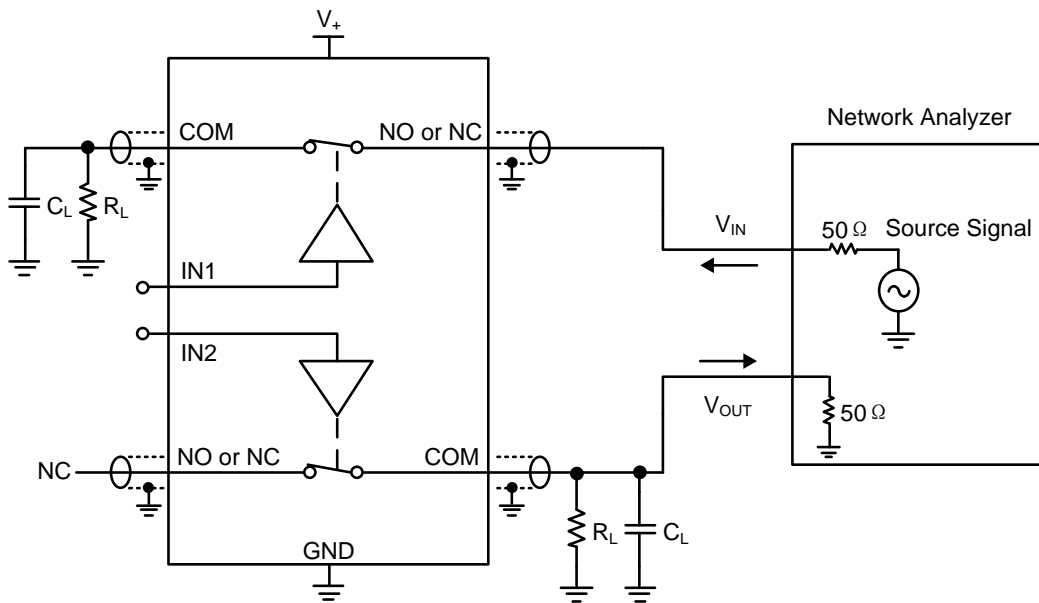 V+
COM
NO or NC
Network Analyzer
CL
RL
VIN
50 Ω
Source Signal
IN1
IN2
VOUT
50 Ω
NC
NO or NC
COM
RL
CL
GND